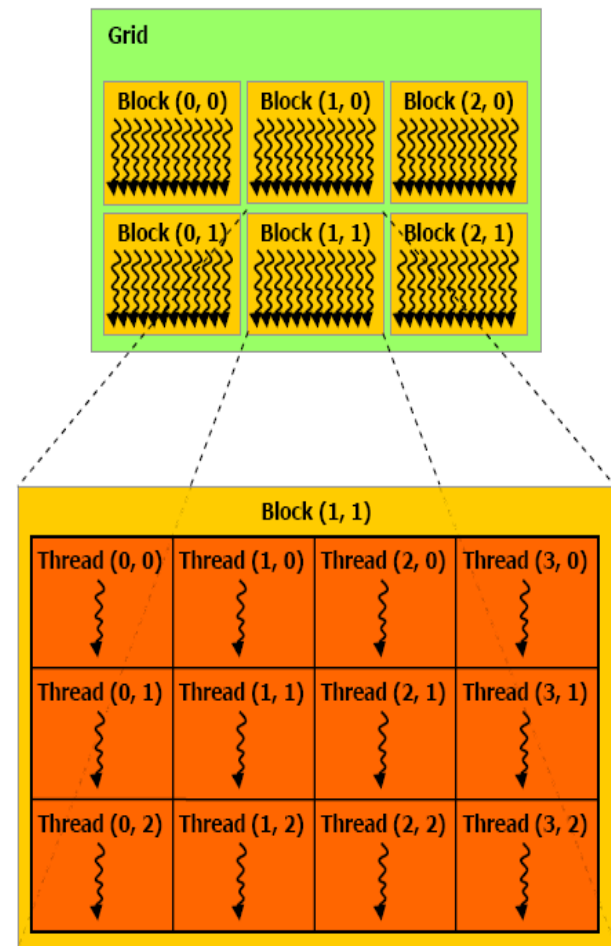 Grid
Block (0, 0) Block (1, 0) Block (2, 0)
Block (0, 1) Block (1, 1) Block (2, 1)
Block (1, 1)
Thread (0, 0) Thread (1, 0) Thread (2, 0) Thread (3, 0)
Thread (0, 1) Thread (1, 1) Thread (2, 1) Thread (3, 1)
Thread (0, 2) Thread (1, 2) Thread (2, 2) Thread (3, 2)